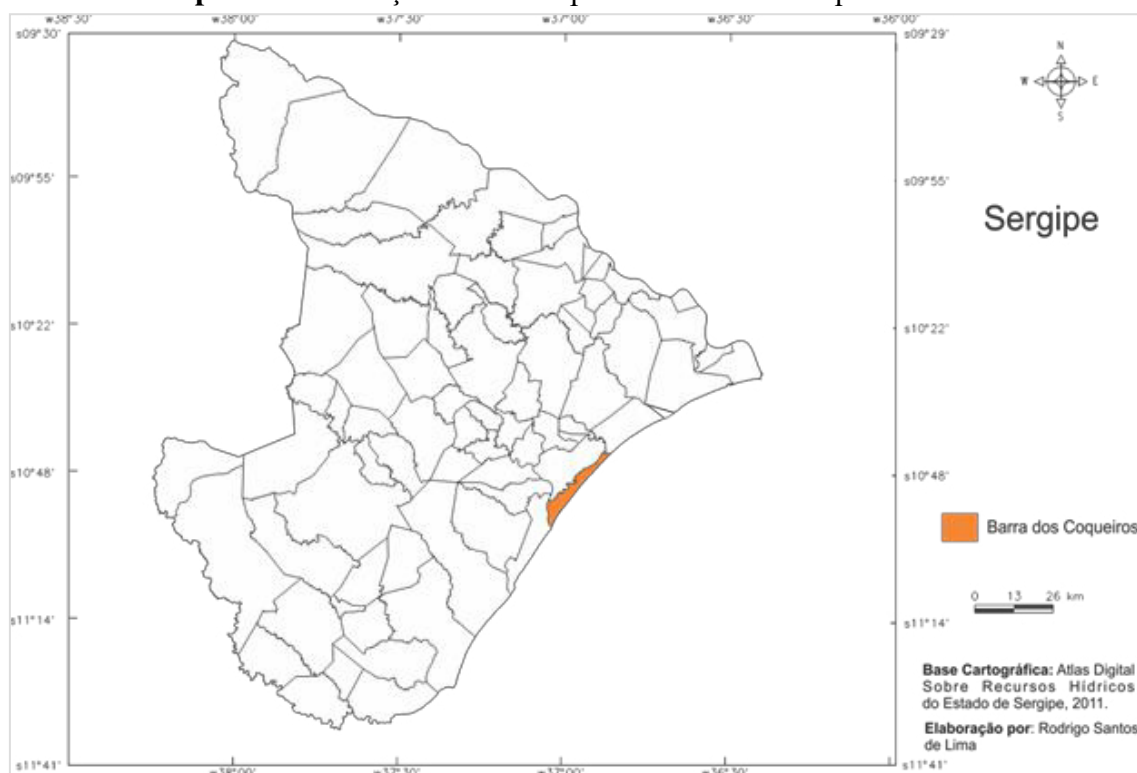 w38°30' w38°00' w37°30' w37°00' w36°30' w36°00'
s09°30' s09°29'
N
W E
S
s09°55' s09°55'
Sergipe
s10°22' s10°22'
s10°48' s10°48'
Barra dos Coqueiros
0 13 26 km
s11°14' s11°14'
Base Cartográfica: Atlas Digital
Sobre Recursos Hídricos
do Estado de Sergipe, 2011.
Elaboração por: Rodrigo Santos
de Lima
s11°41' s11°41'